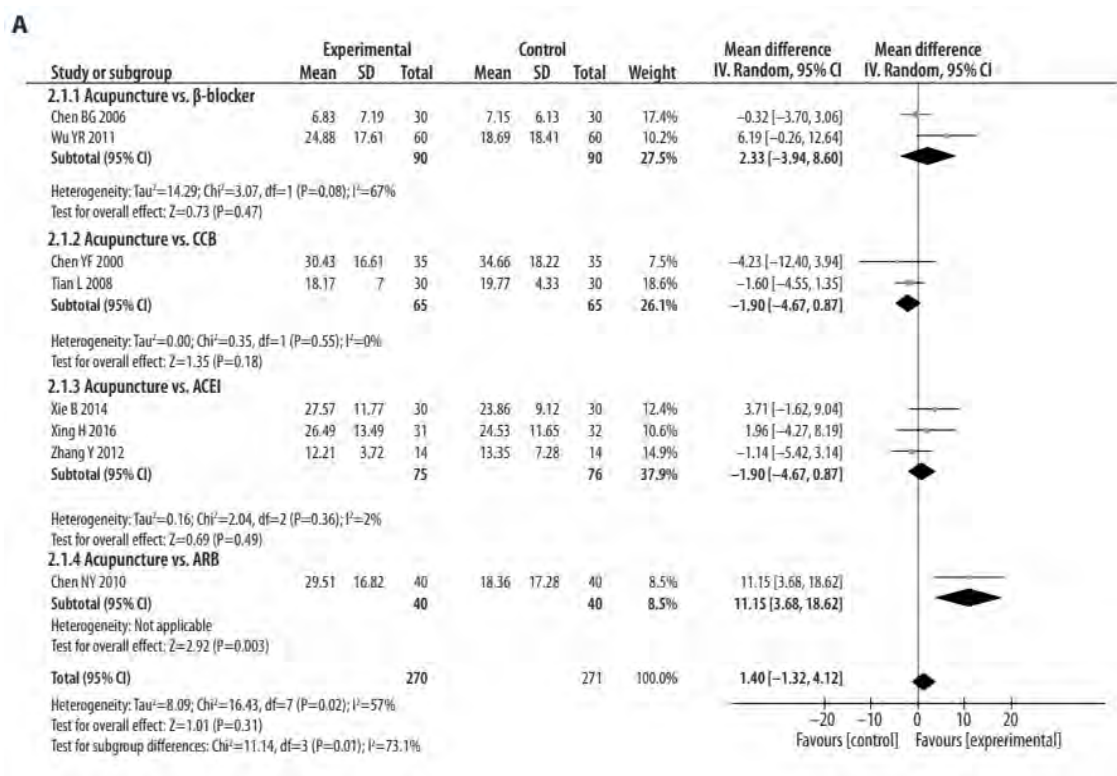 A
Experimental Control Mean difference Mean difference
Study or subgroup Mean SD Total Mean SD Total Weight IV. Random, 95% CI IV. Random, 95% CI
2.1.1 Acupuncture vs. β-blocker
Chen BG 2006 6.83 7.19 30 7.15 6.13 30 17.4% −0.32 [−3.70, 3.06]
Wu YR 2011 24.88 17.61 60 18.69 18.41 60 10.2% 6.19 [−0.26, 12.64]
Subtotal (95% CI) 90 90 27.5% 2.33 [−3.94, 8.60]
Heterogeneity: Tau²=14.29; Chi²=3.07, df=1 (P=0.08); I²=67%
Test for overall effect: Z=0.73 (P=0.47)
2.1.2 Acupuncture vs. CCB
Chen YF 2000 30.43 16.61 35 34.66 18.22 35 7.5% −4.23 [−12.40, 3.94]
Tian L 2008 18.17 7 30 19.77 4.33 30 18.6% −1.60 [−4.55, 1.35]
Subtotal (95% CI) 65 65 26.1% −1.90 [−4.67, 0.87]
Heterogeneity: Tau²=0.00; Chi²=0.35, df=1 (P=0.55); I²=0%
Test for overall effect: Z=1.35 (P=0.18)
2.1.3 Acupuncture vs. ACEI
Xie B 2014 27.57 11.77 30 23.86 9.12 30 12.4% 3.71 [−1.62, 9.04]
Xing H 2016 26.49 13.49 31 24.53 11.65 32 10.6% 1.96 [−4.27, 8.19]
Zhang Y 2012 12.21 3.72 14 13.35 7.28 14 14.9% −1.14 [−5.42, 3.14]
Subtotal (95% CI) 75 76 37.9% −1.90 [−4.67, 0.87]
Heterogeneity: Tau²=0.16; Chi²=2.04, df=2 (P=0.36); I²=2%
Test for overall effect: Z=0.69 (P=0.49)
2.1.4 Acupuncture vs. ARB
Chen NY 2010 29.51 16.82 40 18.36 17.28 40 8.5% 11.15 [3.68, 18.62]
Subtotal (95% CI) 40 40 8.5% 11.15 [3.68, 18.62]
Heterogeneity: Not applicable
Test for overall effect: Z=2.92 (P=0.003)
Total (95% CI) 270 271 100.0% 1.40 [−1.32, 4.12]
Heterogeneity: Tau²=8.09; Chi²=16.43, df=7 (P=0.02); I²=57%
Test for overall effect: Z=1.01 (P=0.31)
Test for subgroup differences: Chi²=11.14, df=3 (P=0.01); I²=73.1%
−20 −10 0 10 20
Favours [control] Favours [exprerimental]